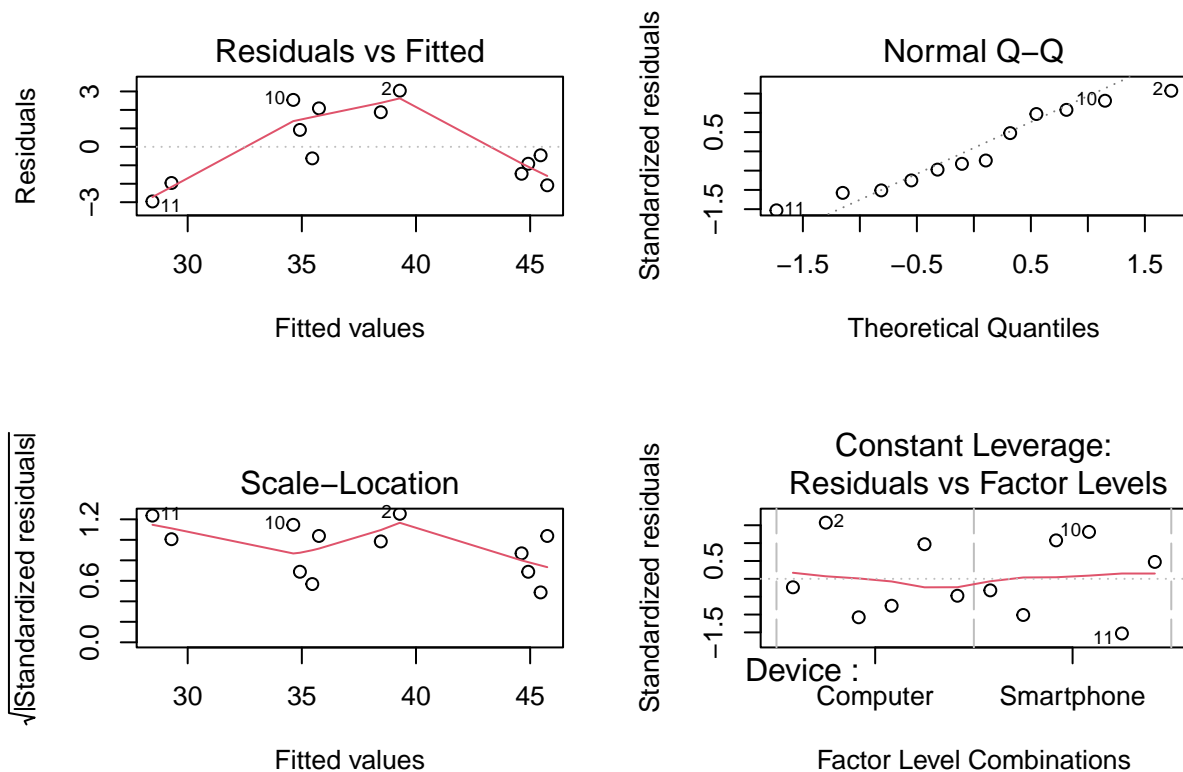 Residuals vs Fitted
Residuals
3
0
−3
10
2
11
30 35 40 45
Fitted values
Normal Q−Q
Standardized residuals
0.5
−1.5
10
2
11
−1.5 −0.5 0.5 1.5
Theoretical Quantiles
Scale−Location
√|Standardized residuals|
1.2
0.6
0.0
11
10
2
30 35 40 45
Fitted values
Constant Leverage:
Residuals vs Factor Levels
Standardized residuals
0.5
−1.5
2
10
11
Device :
Computer Smartphone
Factor Level Combinations